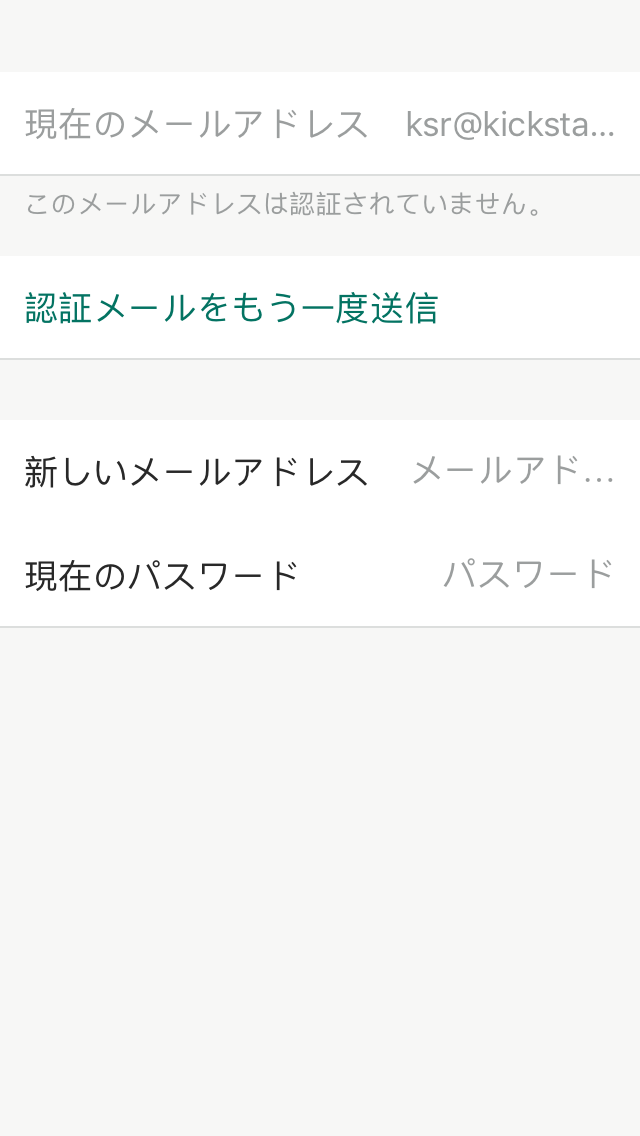 現在のメールアドレス ksr@kicksta...
このメールアドレスは認証されていません。
認証メールをもう一度送信
新しいメールアドレス メールアド...
現在のパスワード パスワード